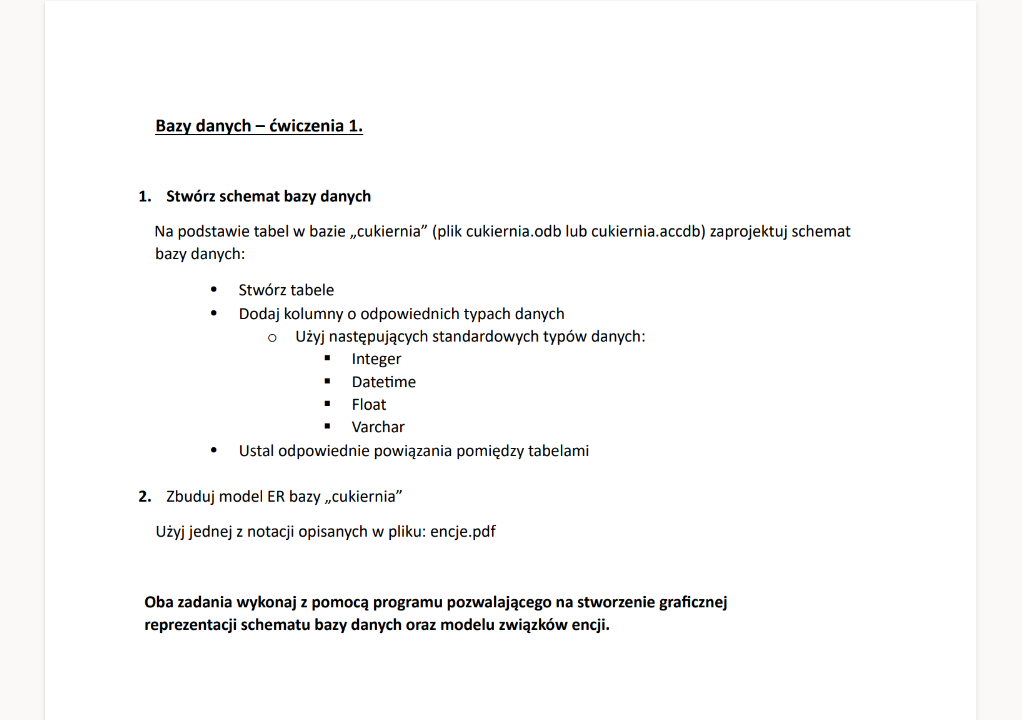 Bazy danych – ćwiczenia 1.
1. Stwórz schemat bazy danych
Na podstawie tabel w bazie „cukiernia” (plik cukiernia.odb lub cukiernia.accdb) zaprojektuj schemat
bazy danych:
• Stwórz tabele
• Dodaj kolumny o odpowiednich typach danych
o Użyj następujących standardowych typów danych:
▪ Integer
▪ Datetime
▪ Float
▪ Varchar
• Ustal odpowiednie powiązania pomiędzy tabelami
2. Zbuduj model ER bazy „cukiernia”
Użyj jednej z notacji opisanych w pliku: encje.pdf
Oba zadania wykonaj z pomocą programu pozwalającego na stworzenie graficznej
reprezentacji schematu bazy danych oraz modelu związków encji.